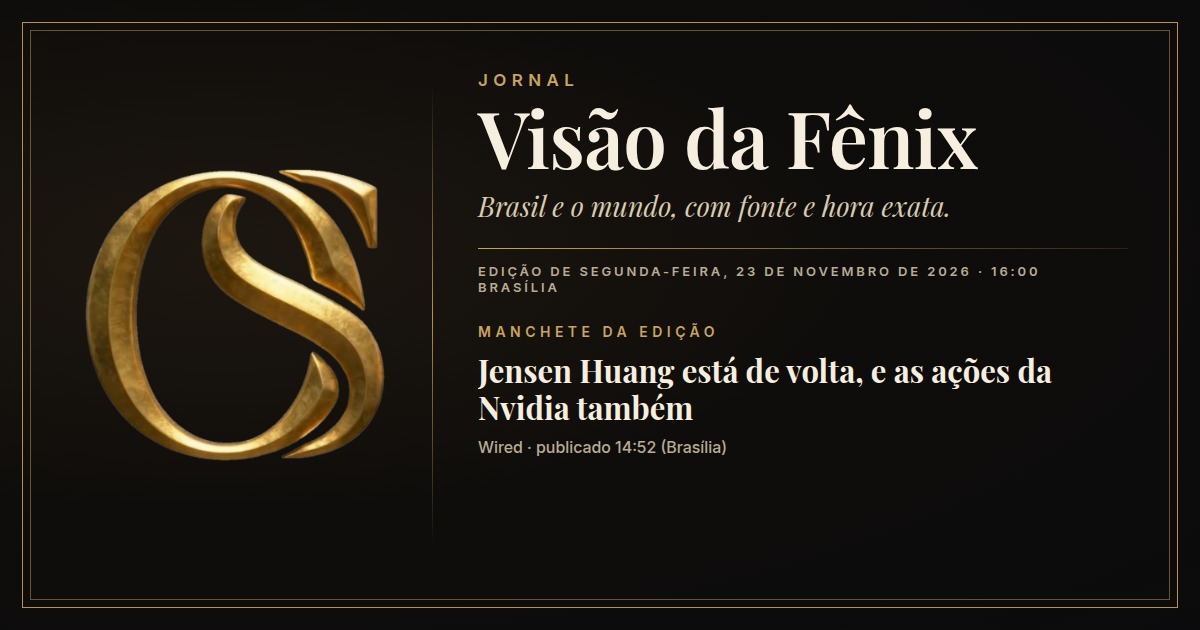 JORNAL
Visão da Fênix
Brasil e o mundo, com fonte e hora exata.
EDIÇÃO DE SEGUNDA-FEIRA, 23 DE NOVEMBRO DE 2026 · 16:00
BRASÍLIA
MANCHETE DA EDIÇÃO
Jensen Huang está de volta, e as ações da
Nvidia também
Wired · publicado 14:52 (Brasília)